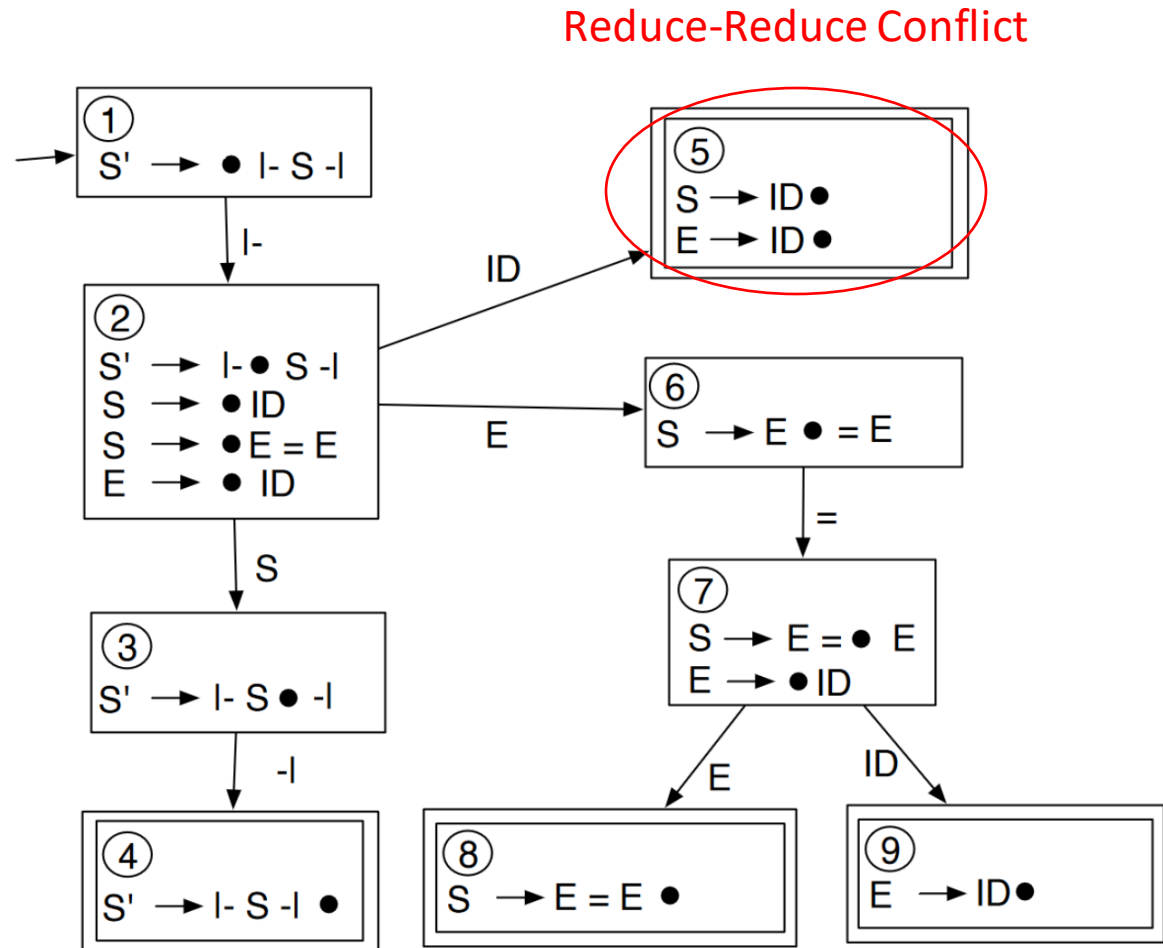 Reduce-Reduce Conflict
1
S' → ● |- S -|
|-
2
S' → |- ● S -|
S → ● ID
S → ● E = E
E → ● ID
ID
5
S → ID ●
E → ID ●
E
6
S → E ● = E
=
7
S → E = ● E
E → ● ID
S
3
S' → |- S ● -|
-|
4
S' → |- S -| ●
E
8
S → E = E ●
ID
9
E → ID ●